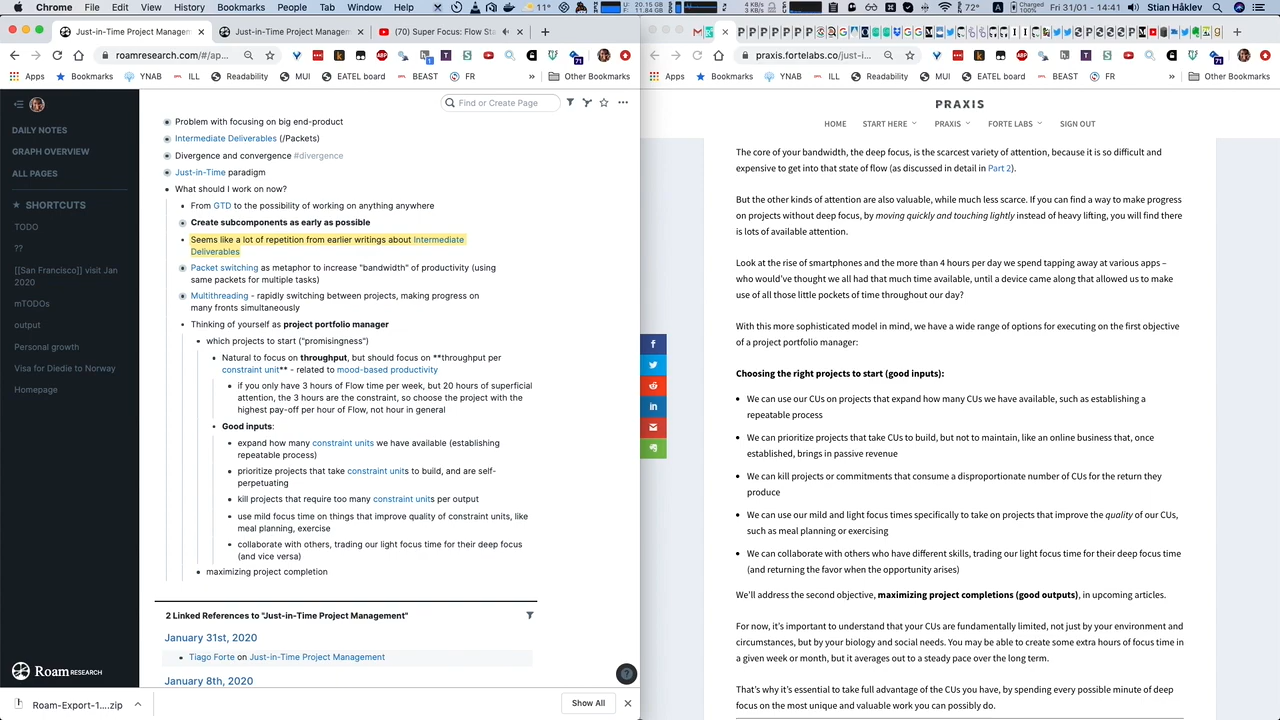 Chrome File Edit View History Bookmarks People Tab Window Help
11°
20.15 GB
11.84 GB
4 KB/s
3 KB/s
72°
Charged
100%
Fri 31/01 - 14:41 Stian Håklev
Just-in-Time Project Managem
Just-in-Time Project Managem
(70) Super Focus: Flow Sta
roamresearch.com/#/ap...
Apps Bookmarks YNAB ILL Readability MUI EATEL board BEAST FR » Other Bookmarks
DAILY NOTES
GRAPH OVERVIEW
ALL PAGES
SHORTCUTS
TODO
??
[[San Francisco]] visit Jan
2020
mTODOs
output
Personal growth
Visa for Diedie to Norway
Homepage
Roam RESEARCH
Find or Create Page
Problem with focusing on big end-product
Intermediate Deliverables (/Packets)
Divergence and convergence #divergence
Just-in-Time paradigm
What should I work on now?
From GTD to the possibility of working on anything anywhere
Create subcomponents as early as possible
Seems like a lot of repetition from earlier writings about Intermediate
Deliverables
Packet switching as metaphor to increase "bandwidth" of productivity (using
same packets for multiple tasks)
Multithreading - rapidly switching between projects, making progress on
many fronts simultaneously
Thinking of yourself as project portfolio manager
which projects to start ("promisingness")
Natural to focus on throughput, but should focus on **throughput per
constraint unit** - related to mood-based productivity
if you only have 3 hours of Flow time per week, but 20 hours of superficial
attention, the 3 hours are the constraint, so choose the project with the
highest pay-off per hour of Flow, not hour in general
Good inputs:
expand how many constraint units we have available (establishing
repeatable process)
prioritize projects that take constraint units to build, and are self-
perpetuating
kill projects that require too many constraint units per output
use mild focus time on things that improve quality of constraint units, like
meal planning, exercise
collaborate with others, trading our light focus time for their deep focus
(and vice versa)
maximizing project completion
2 Linked References to "Just-in-Time Project Management"
January 31st, 2020
Tiago Forte on Just-in-Time Project Management
January 8th, 2020
Roam-Export-1....zip
Show All
praxis.fortelabs.co/just-i...
Apps Bookmarks YNAB ILL Readability MUI EATEL board BEAST FR » Other Bookmarks
PRAXIS
HOME START HERE PRAXIS FORTE LABS SIGN OUT
The core of your bandwidth, the deep focus, is the scarcest variety of attention, because it is so difficult and
expensive to get into that state of flow (as discussed in detail in Part 2).
But the other kinds of attention are also valuable, while much less scarce. If you can find a way to make progress
on projects without deep focus, by moving quickly and touching lightly instead of heavy lifting, you will find there
is lots of available attention.
Look at the rise of smartphones and the more than 4 hours per day we spend tapping away at various apps –
who would've thought we all had that much time available, until a device came along that allowed us to make
use of all those little pockets of time throughout our day?
With this more sophisticated model in mind, we have a wide range of options for executing on the first objective
of a project portfolio manager:
Choosing the right projects to start (good inputs):
We can use our CUs on projects that expand how many CUs we have available, such as establishing a
repeatable process
We can prioritize projects that take CUs to build, but not to maintain, like an online business that, once
established, brings in passive revenue
We can kill projects or commitments that consume a disproportionate number of CUs for the return they
produce
We can use our mild and light focus times specifically to take on projects that improve the quality of our CUs,
such as meal planning or exercising
We can collaborate with others who have different skills, trading our light focus time for their deep focus time
(and returning the favor when the opportunity arises)
We'll address the second objective, maximizing project completions (good outputs), in upcoming articles.
For now, it's important to understand that your CUs are fundamentally limited, not just by your environment and
circumstances, but by your biology and social needs. You may be able to create some extra hours of focus time in
a given week or month, but it averages out to a steady pace over the long term.
That's why it's essential to take full advantage of the CUs you have, by spending every possible minute of deep
focus on the most unique and valuable work you can possibly do.